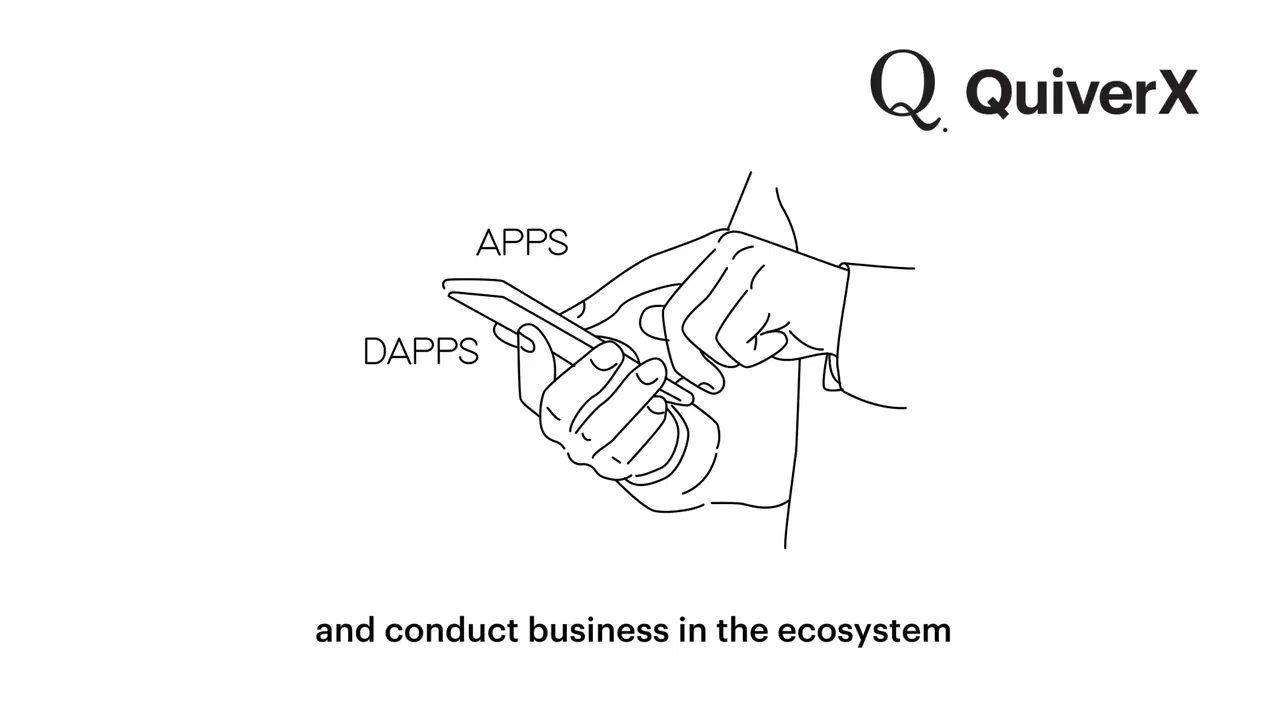 Q. QuiverX
APPS
DAPPS
and conduct business in the ecosystem